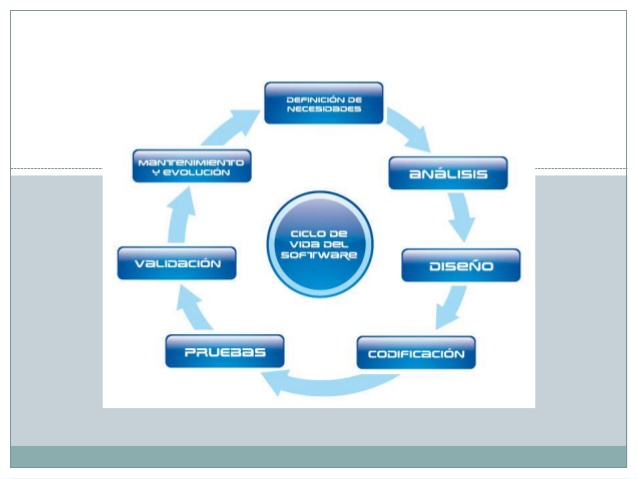 DEFINICIÓN DE
NECESIDADES
ANÁLISIS
DISEÑO
CODIFICACIÓN
PRUEBAS
VALIDACIÓN
MANTENIMIENTO
Y EVOLUCIÓN
CICLO DE
VIDA DEL
SOFTWARE